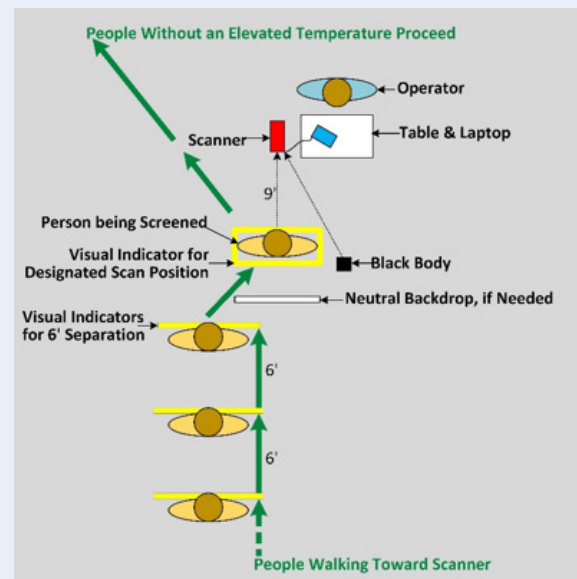 People Without an Elevated Temperature Proceed
Operator
Scanner
Table & Laptop
9'
Person being Screened
Visual Indicator for
Designated Scan Position
Black Body
Neutral Backdrop, if Needed
Visual Indicators
for 6' Separation
6'
6'
People Walking Toward Scanner